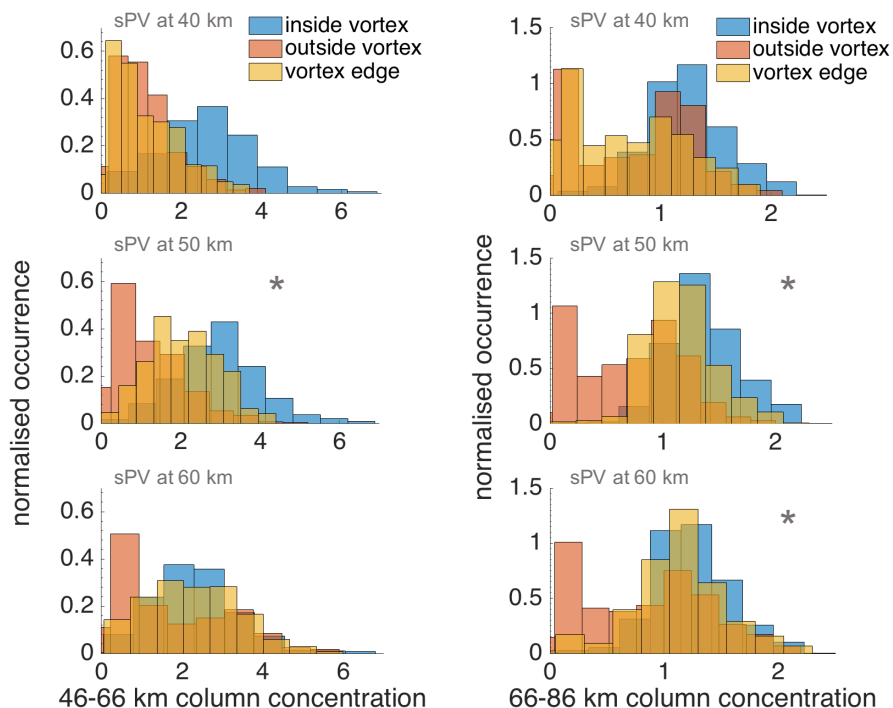 sPV at 40 km
inside vortex
outside vortex
vortex edge
0.6
0.4
0.2
0
0 2 4 6
sPV at 40 km
inside vortex
outside vortex
vortex edge
1.5
1
0.5
0
0 1 2
sPV at 50 km
*
0.6
0.4
0.2
0
0 2 4 6
sPV at 50 km
*
1.5
1
0.5
0
0 1 2
sPV at 60 km
0.6
0.4
0.2
0
0 2 4 6
sPV at 60 km
*
1.5
1
0.5
0
0 1 2
normalised occurrence
normalised occurrence
46-66 km column concentration
66-86 km column concentration